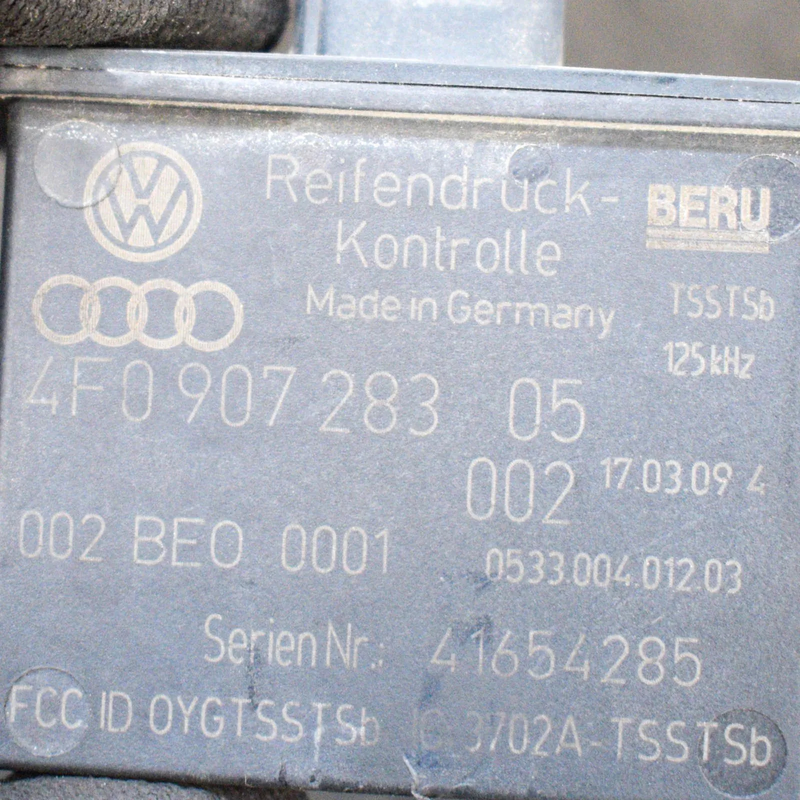 Reifendruck-
Kontrolle
BERU
Made in Germany
TSSTSb
125kHz
4F0 907 283 05
002 17.03.09 4
002 BE0 0001
0533.004.012.03
Serien Nr.: 41654285
FCC ID OYGTSSTSb IC 3702A-TSSTSb